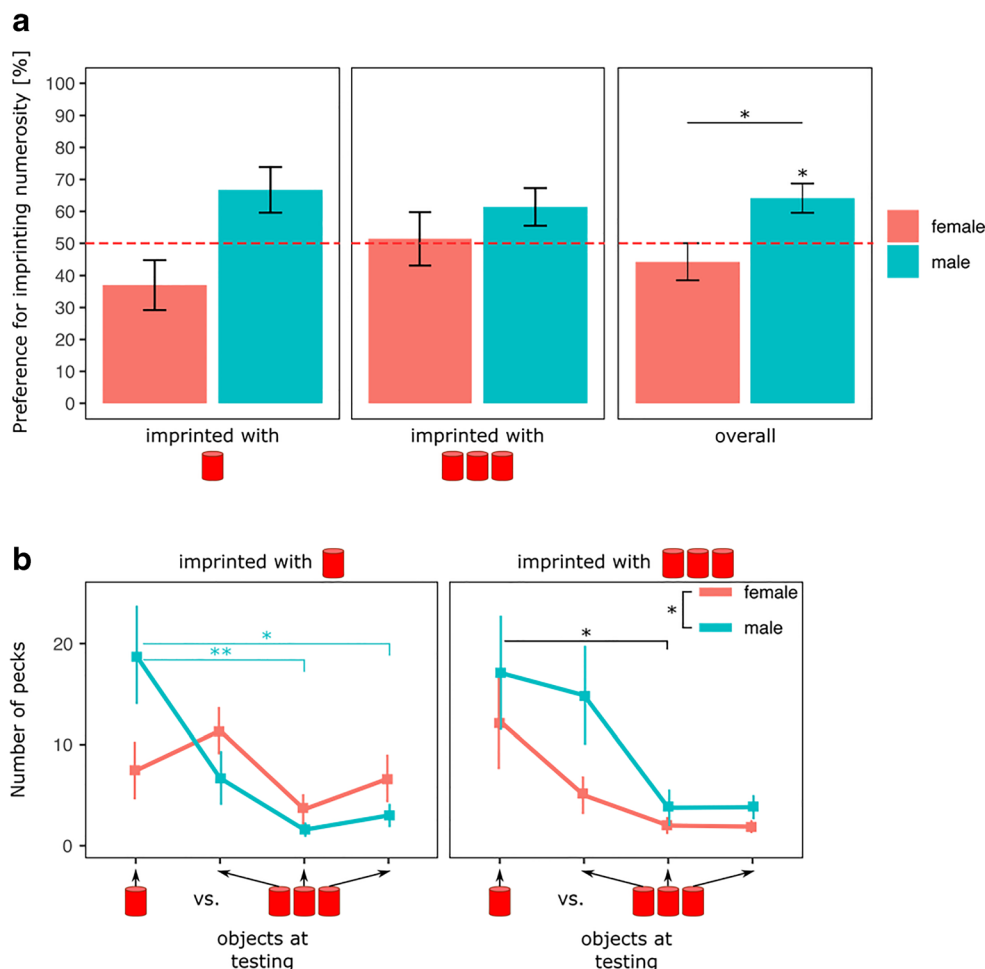 a
Preference for imprinting numerosity [%]
100
90
80
70
60
50
40
30
20
10
0
*
*
female
male
imprinted with
imprinted with
overall
b
imprinted with
imprinted with
Number of pecks
20
10
0
*
**
*
female
*
male
vs.
vs.
objects at
testing
objects at
testing